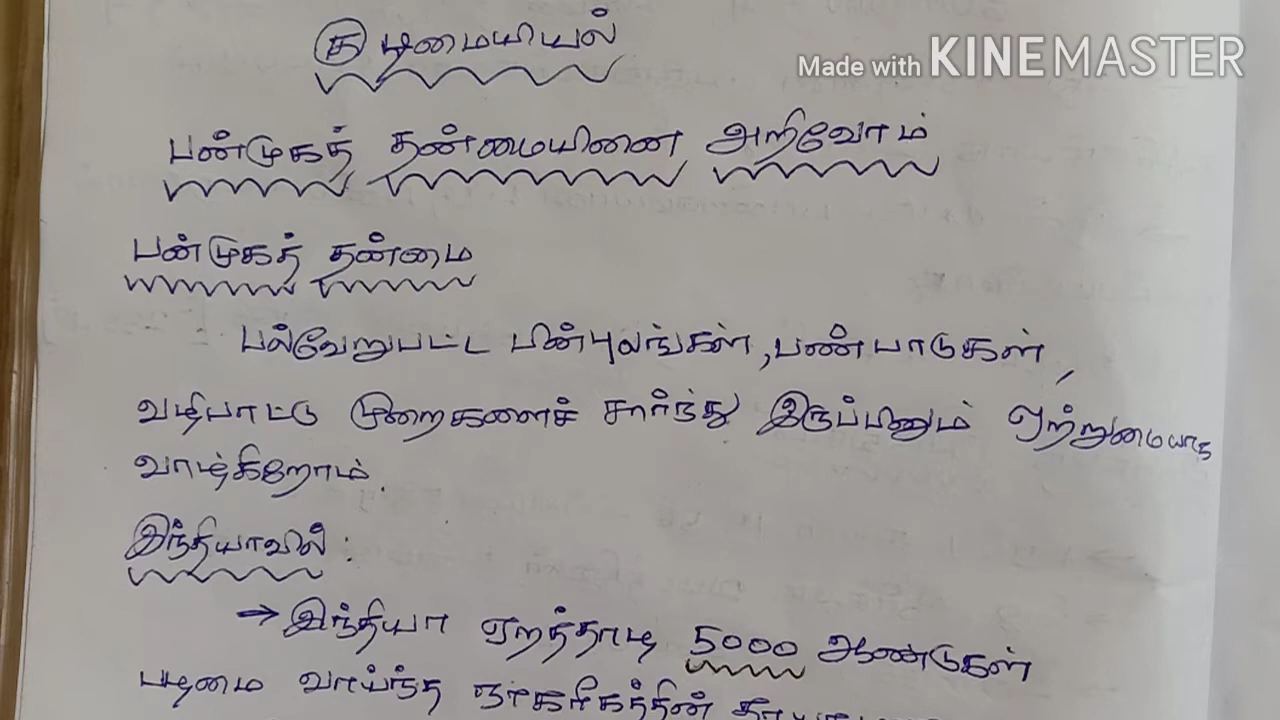 குடிமையியல்
Made with KINEMASTER
பன்முகத் தன்மையினை அறிவோம்
பன்முகத் தன்மை
பல்வேறுபட்ட பின்புலங்கள், பண்பாடுகள்,
வழிபாட்டு முறைகளைச் சார்ந்து இருப்பினும் ஒற்றுமையாக
வாழ்கிறோம்.
இந்தியாவில் :
→ இந்தியா ஏறத்தாழ 5000 ஆண்டுகள்
பழமை வாய்ந்த நாகரிகத்தின்